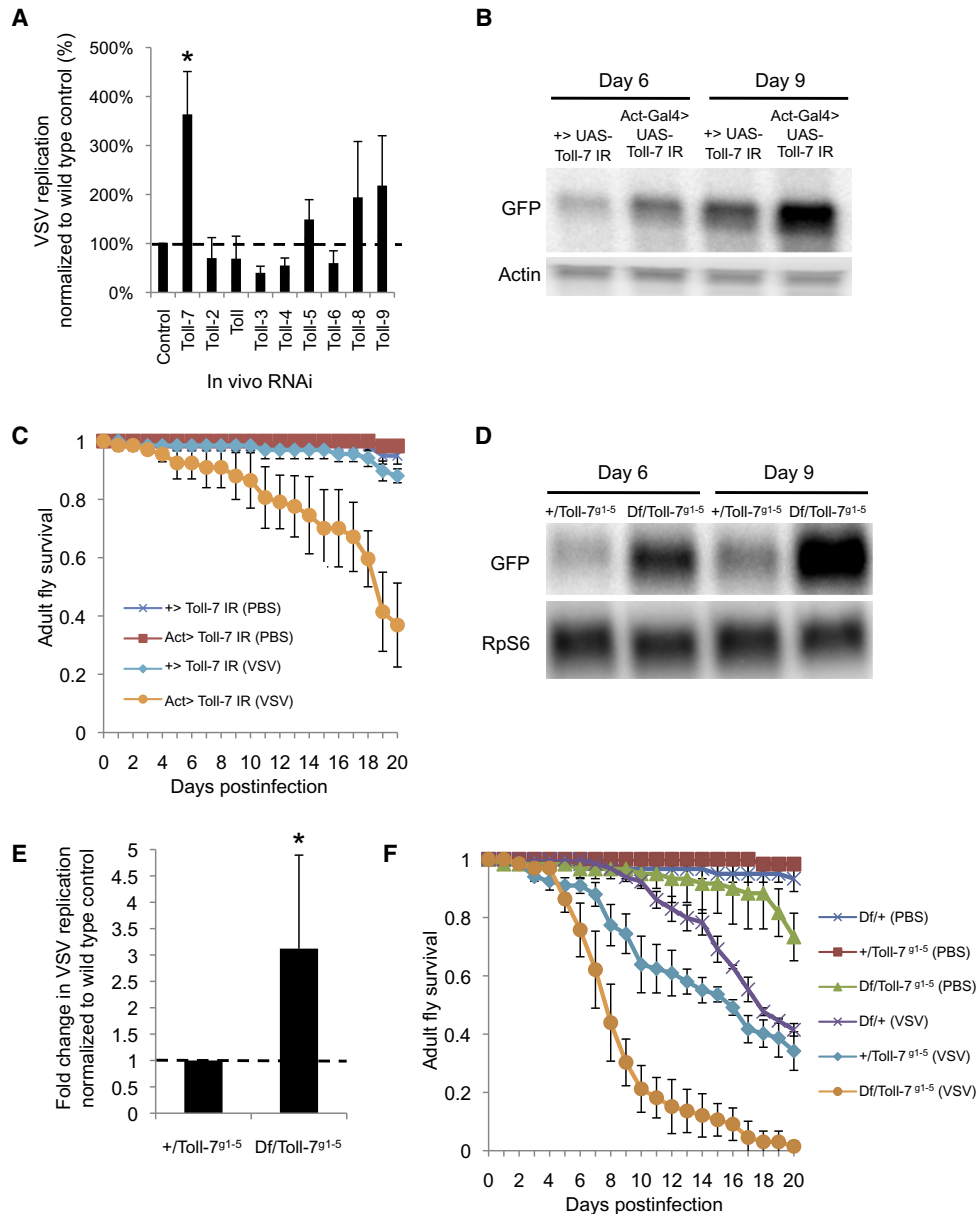 A
VSV replication
normalized to wild type control (%)
500%
400%
300%
200%
100%
0%
*
Control
Toll-7
Toll-2
Toll
Toll-3
Toll-4
Toll-5
Toll-6
Toll-8
Toll-9
In vivo RNAi
B
Day 6
Day 9
+> UAS-
Toll-7 IR
Act-Gal4>
UAS-
Toll-7 IR
+> UAS-
Toll-7 IR
Act-Gal4>
UAS-
Toll-7 IR
GFP
Actin
C
Adult fly survival
1
0.8
0.6
0.4
0.2
0
+> Toll-7 IR (PBS)
Act> Toll-7 IR (PBS)
+> Toll-7 IR (VSV)
Act> Toll-7 IR (VSV)
0 2 4 6 8 10 12 14 16 18 20
Days postinfection
D
Day 6
Day 9
+/Toll-7g1-5 Df/Toll-7g1-5 +/Toll-7g1-5 Df/Toll-7g1-5
GFP
RpS6
E
Fold change in VSV replication
normalized to wild type control
5
4.5
4
3.5
3
2.5
2
1.5
1
0.5
0
*
+/Toll-7g1-5 Df/Toll-7g1-5
F
Adult fly survival
1
0.8
0.6
0.4
0.2
0
Df/+ (PBS)
+/Toll-7 g1-5 (PBS)
Df/Toll-7 g1-5 (PBS)
Df/+ (VSV)
+/Toll-7 g1-5 (VSV)
Df/Toll-7 g1-5 (VSV)
0 2 4 6 8 10 12 14 16 18 20
Days postinfection